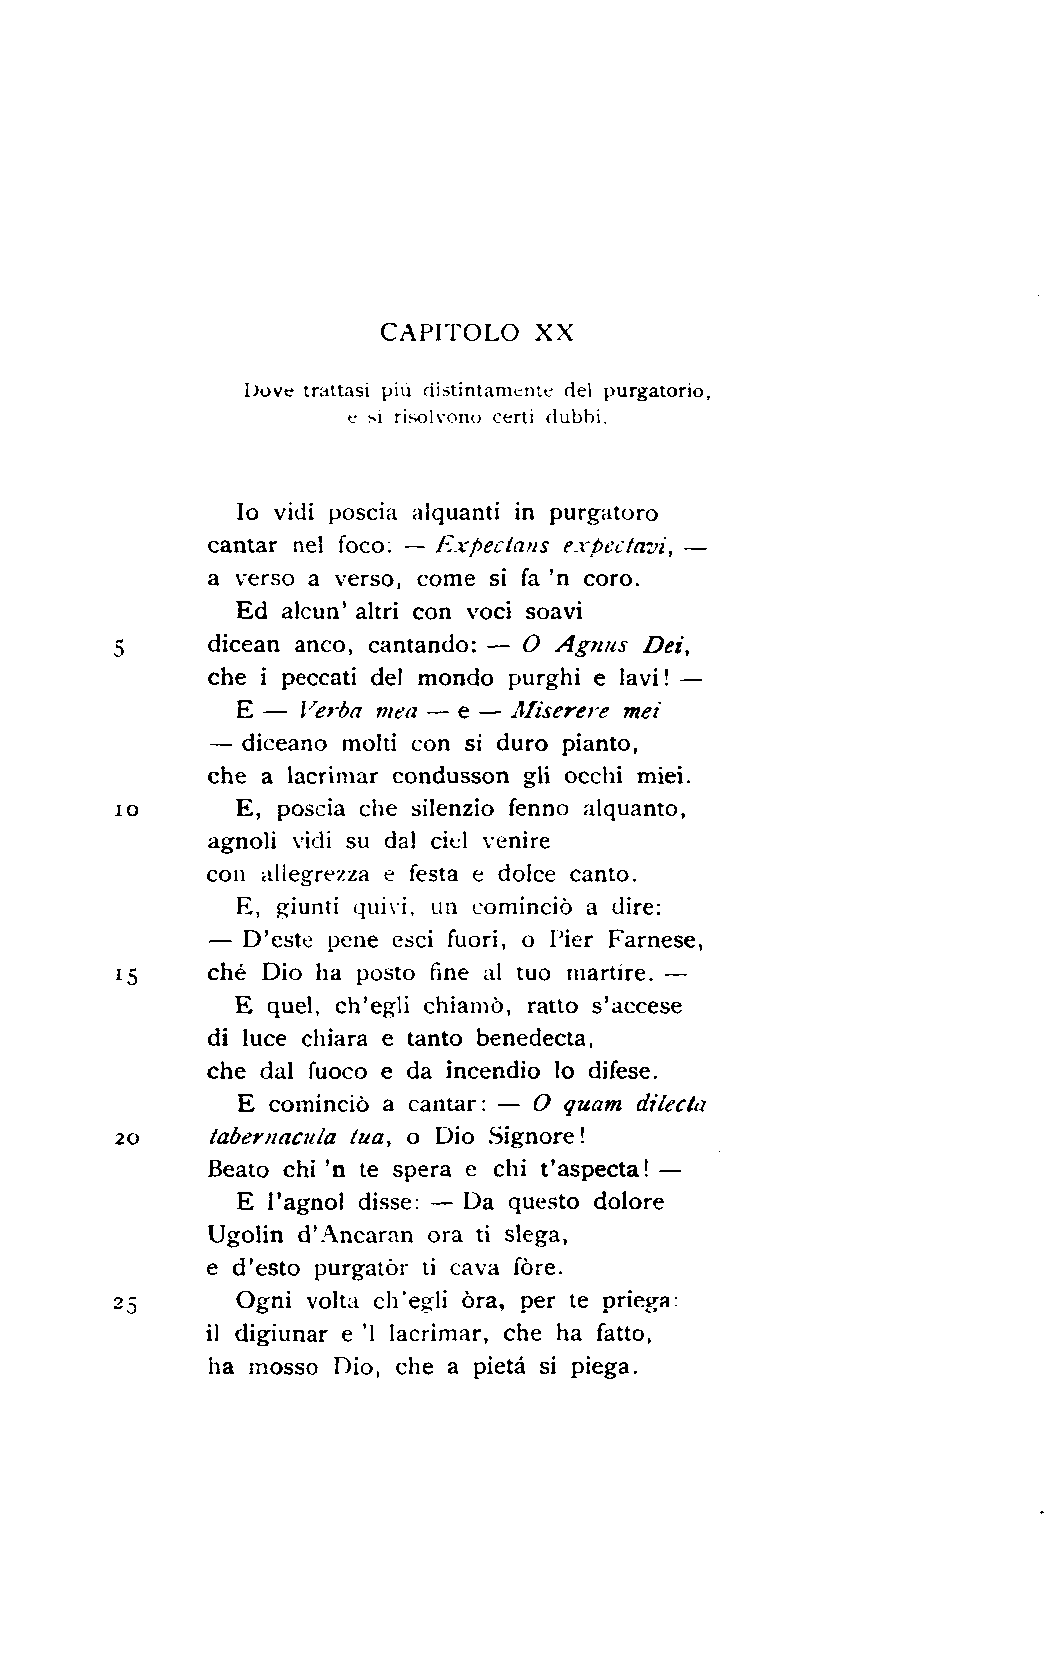 CAPITOLO XX
Dove trattasi più distintamente del purgatorio,
e si risolvono certi dubbi.
Io vidi poscia alquanti in purgatoro
cantar nel foco: — Expectans expectavi, —
a verso a verso, come si fa 'n coro.
Ed alcun' altri con voci soavi
5 dicean anco, cantando: — O Agnus Dei,
che i peccati del mondo purghi e lavi! —
E — Verba mea — e — Miserere mei
— diceano molti con si duro pianto,
che a lacrimar condusson gli occhi miei.
10 E, poscia che silenzio fenno alquanto,
agnoli vidi su dal ciel venire
con allegrezza e festa e dolce canto.
E, giunti quivi, un cominciò a dire:
— D'este pene esci fuori, o Pier Farnese,
15 ché Dio ha posto fine al tuo martire. —
E quel, ch'egli chiamò, ratto s'accese
di luce chiara e tanto benedecta,
che dal fuoco e da incendio lo difese.
E cominciò a cantar: — O quam dilecta
20 tabernacula tua, o Dio Signore!
Beato chi 'n te spera e chi t'aspecta! —
E l'agnol disse: — Da questo dolore
Ugolin d'Ancaran ora ti slega,
e d'esto purgatòr ti cava fòre.
25 Ogni volta ch'egli òra, per te priega:
il digiunar e 'l lacrimar, che ha fatto,
ha mosso Dio, che a pietá si piega.